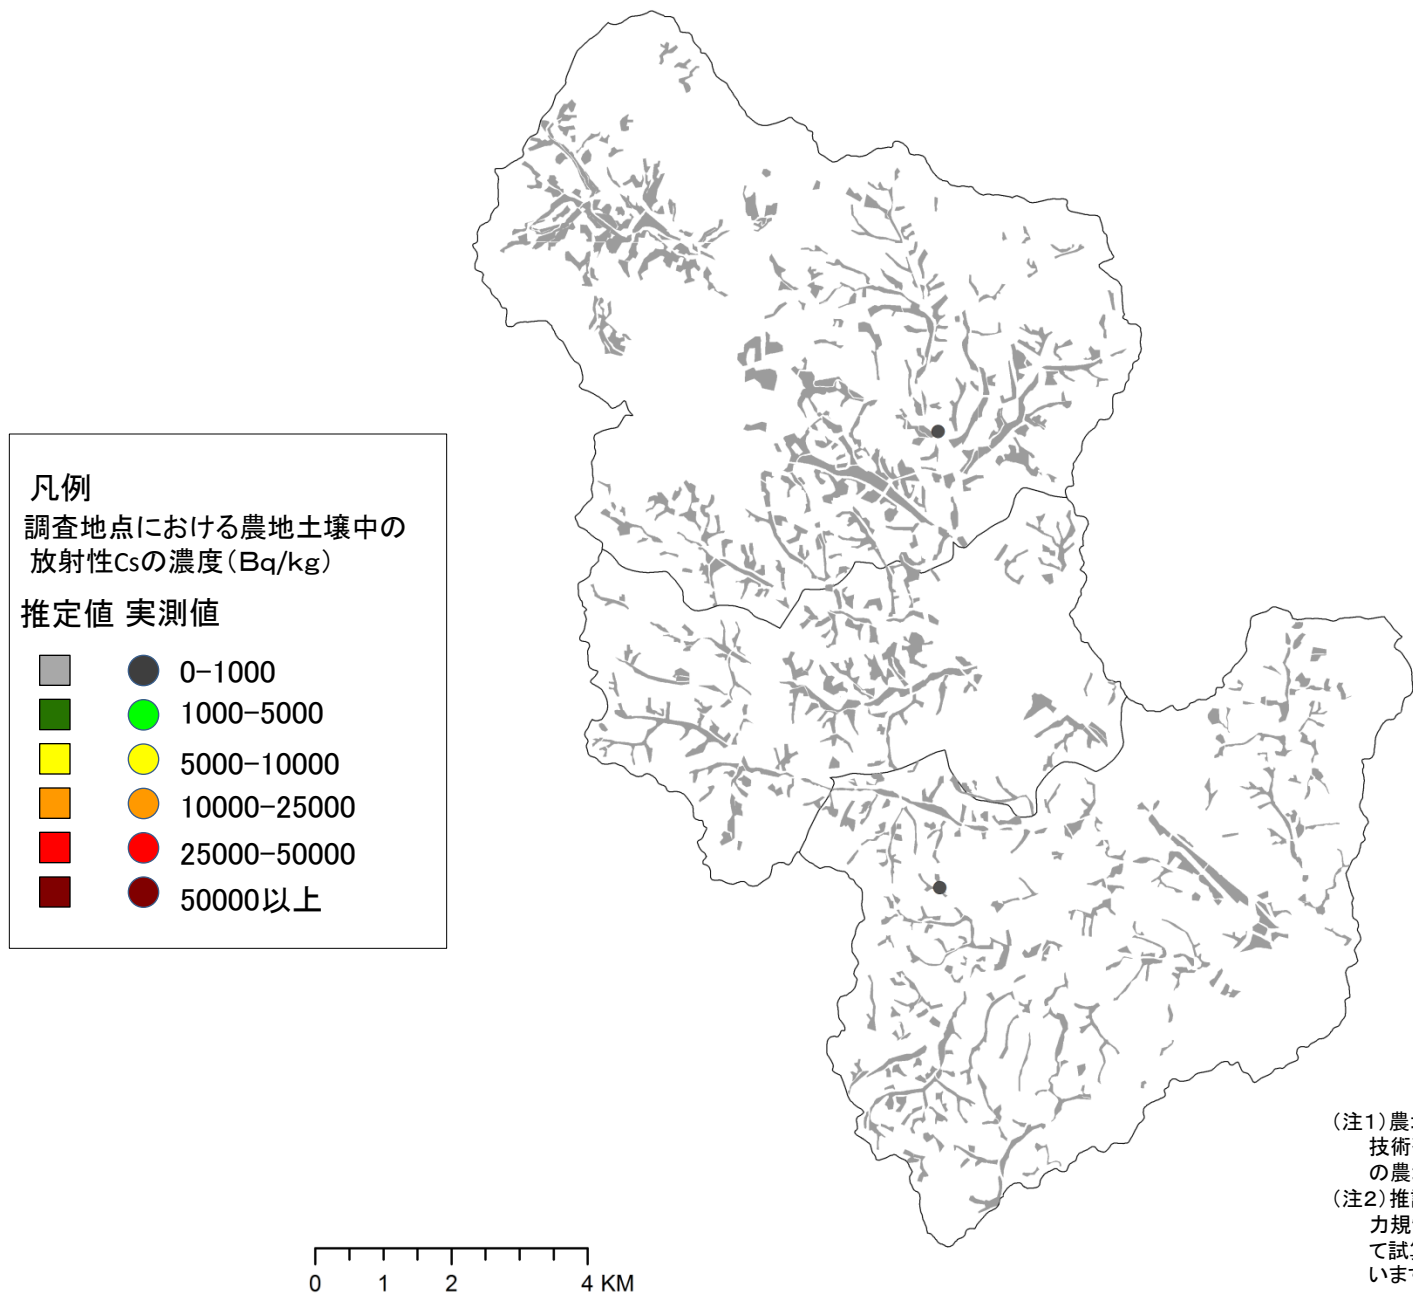 凡例
調査地点における農地土壌中の
放射性Csの濃度(Bq/kg)
推定値 実測値
0-1000
1000-5000
5000-10000
10000-25000
25000-50000
50000以上
0 1 2 4 KM
(注1)農
技術
の農
(注2)推
力規
て試
います